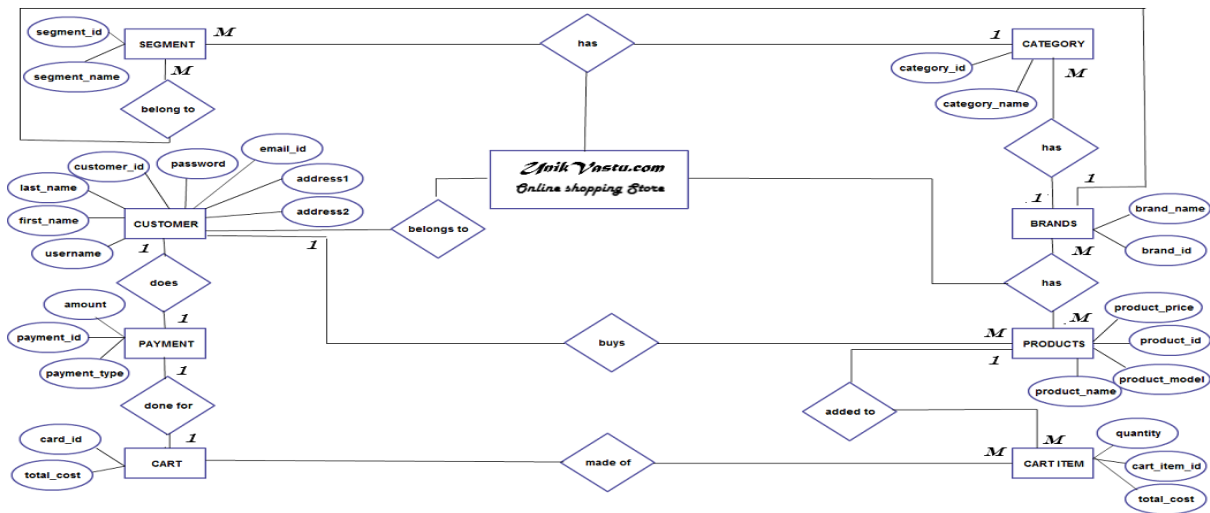 segment_id
M
has
1
SEGMENT
CATEGORY
segment_name
M
category_id
M
category_name
belong to
has
email_id
customer_id
password
Unik Vastu.com
Online shopping Store
last_name
address1
1
1
brand_name
first_name
CUSTOMER
address2
belongs to
BRANDS
username
1
1
M
brand_id
does
has
amount
product_price
1
M
payment_id
PAYMENT
buys
M
PRODUCTS
product_id
1
payment_type
1
product_name
product_model
done for
added to
card_id
1
M
quantity
CART
made of
M
CART ITEM
cart_item_id
total_cost
total_cost